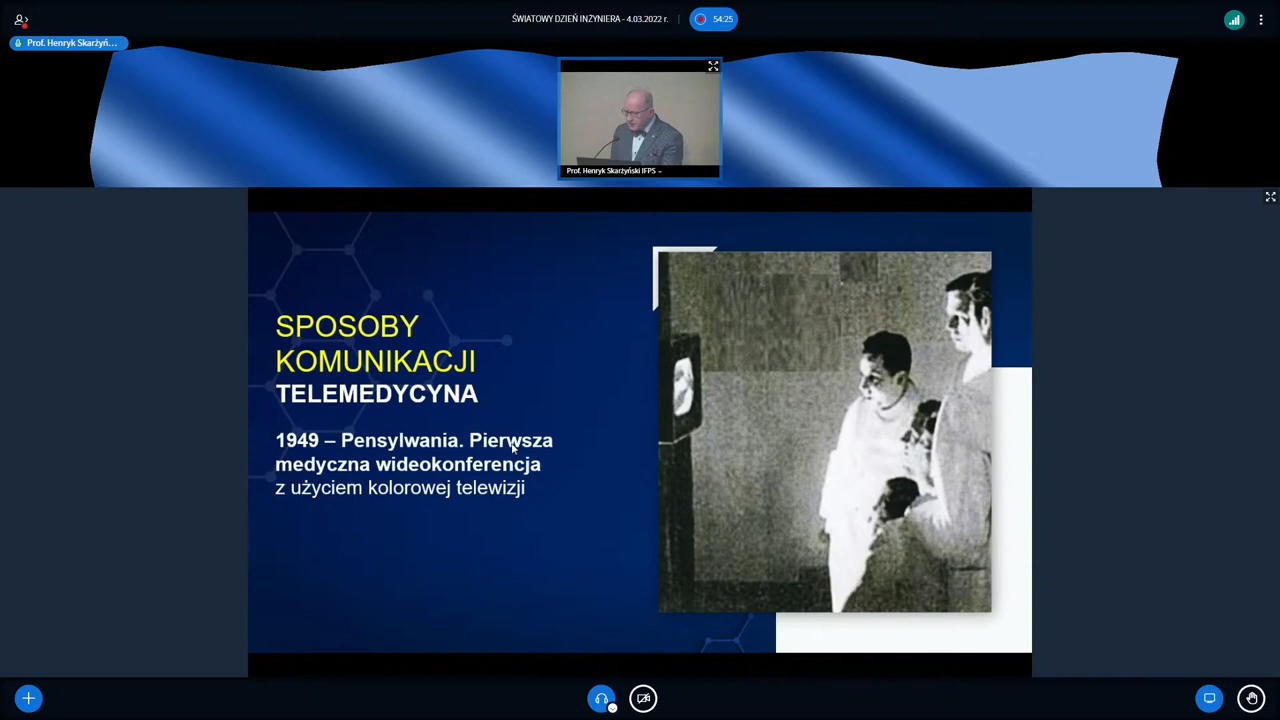 ŚWIATOWY DZIEŃ INZYNIERA - 4.03.2022 r.
54:25
Prof. Henryk Skarżyń...
Prof. Henryk Skarżyński IFPS
SPOSOBY
KOMUNIKACJI
TELEMEDYCYNA
1949 – Pensylwania. Pierwsza
medyczna wideokonferencja
z użyciem kolorowej telewizji